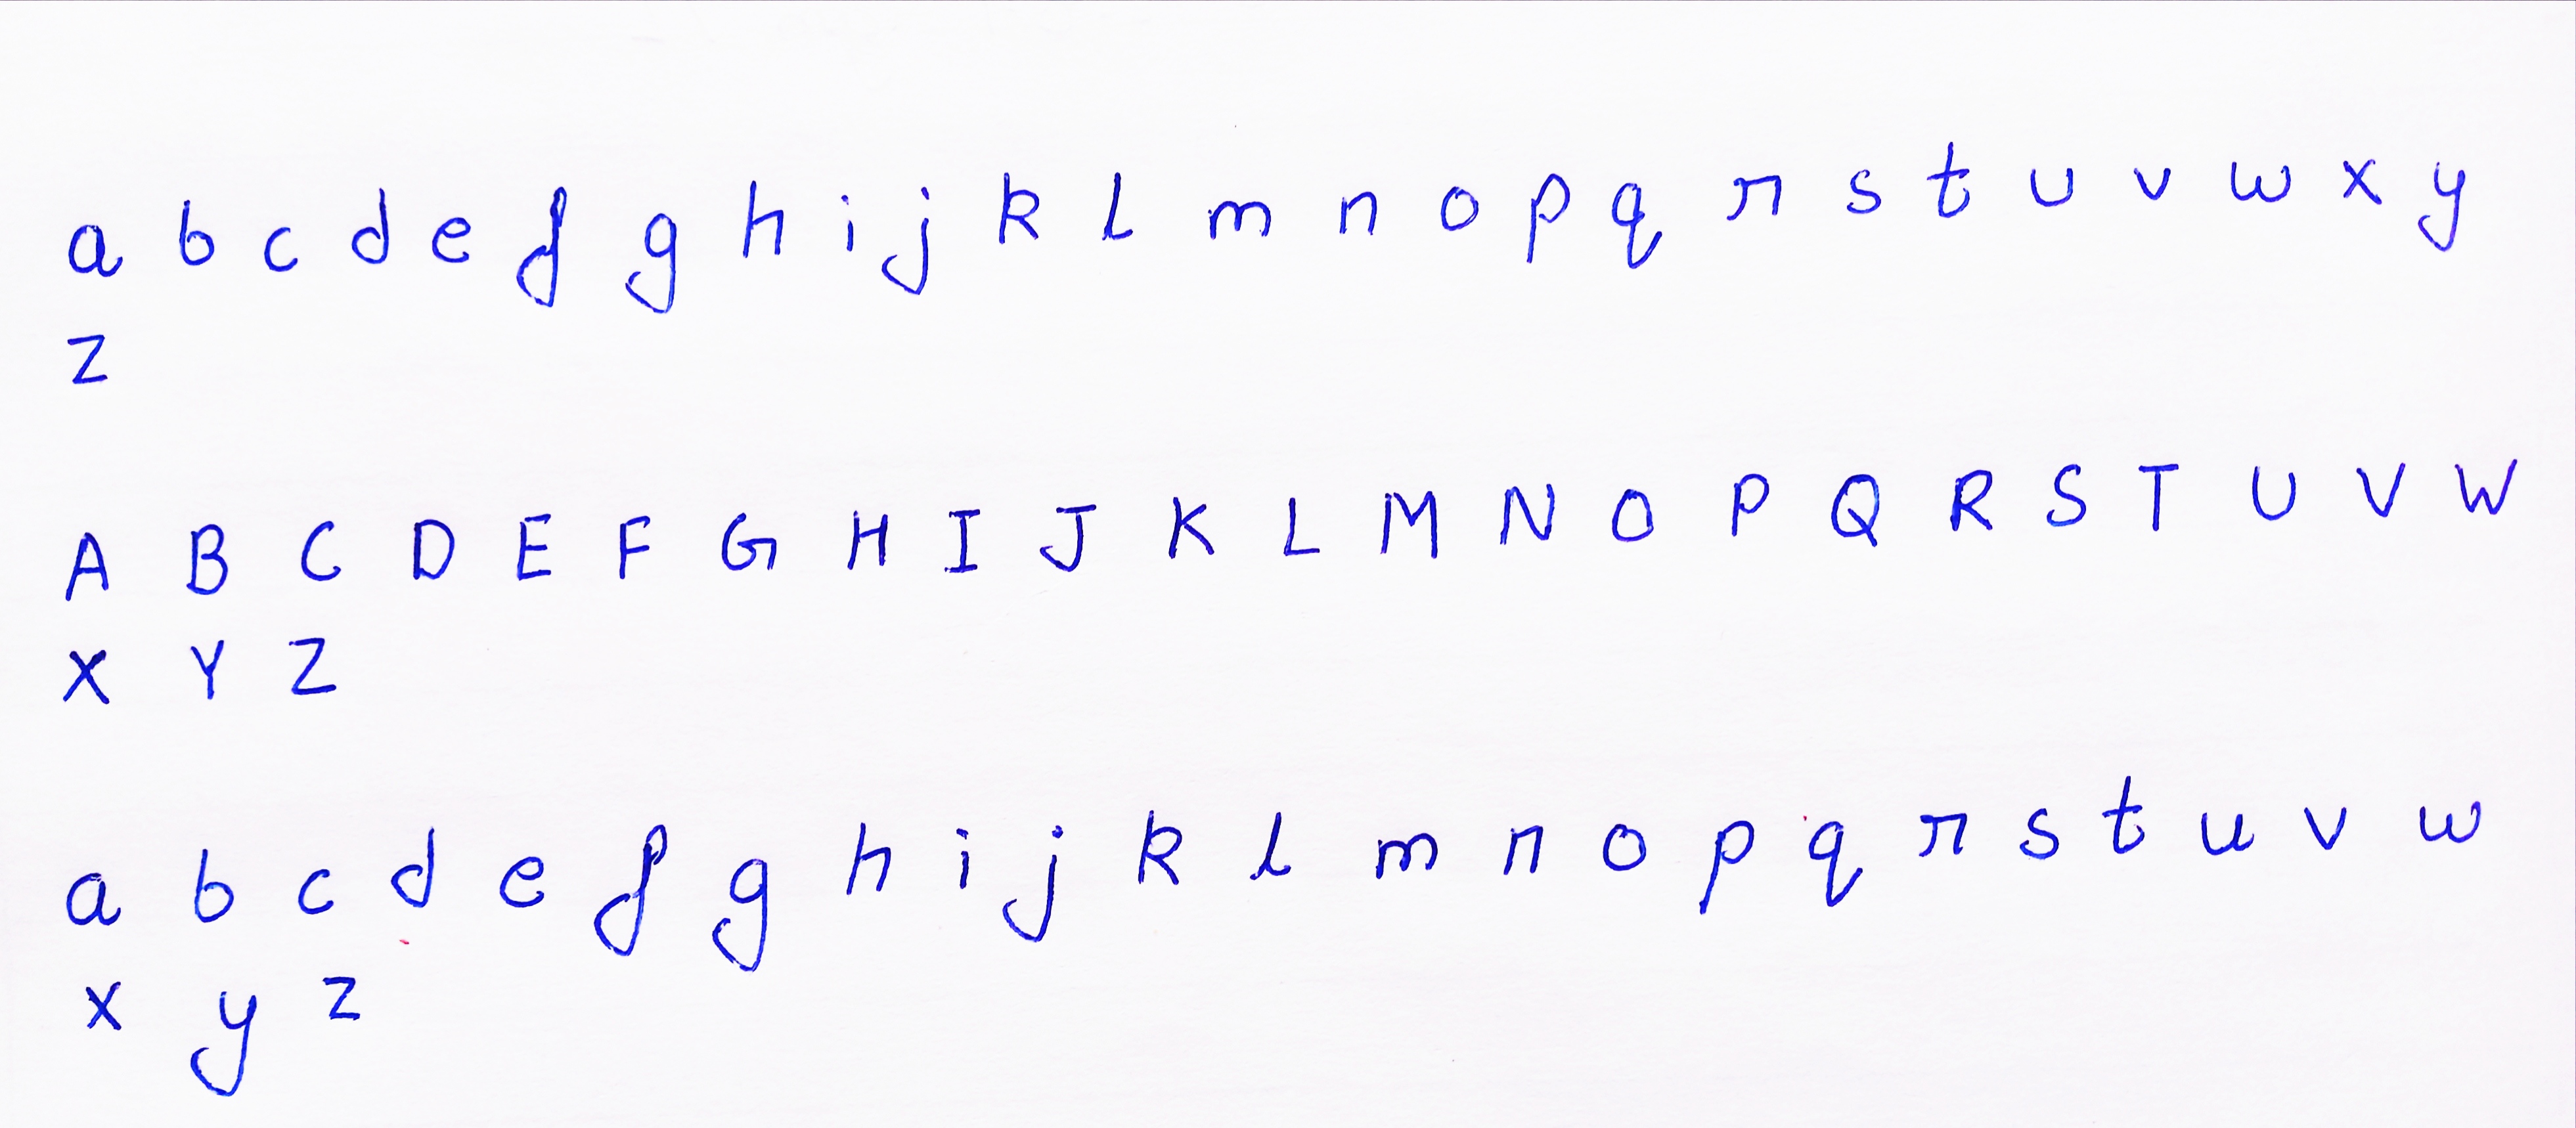 a b c d e f g h i j k l m n o p q r s t u v w x y
z
A B C D E F G H I J K L M N O P Q R S T U V W
X Y Z
a b c d e f g h i j k l m n o p q r s t u v w
x y z